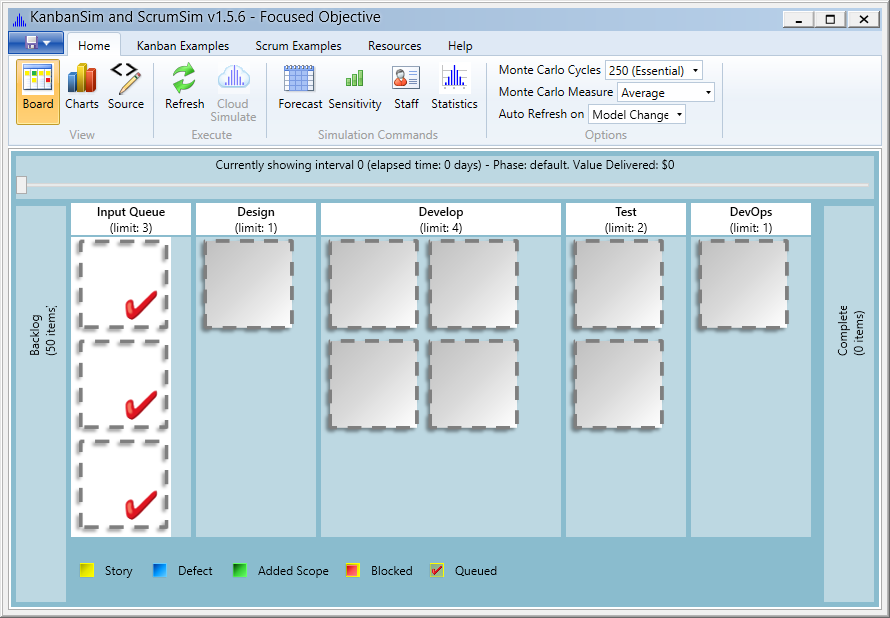 KanbanSim and ScrumSim v1.5.6 - Focused Objective
Home Kanban Examples Scrum Examples Resources Help
Board Charts Source
View
Refresh Cloud Simulate
Execute
Forecast Sensitivity Staff Statistics
Simulation Commands
Monte Carlo Cycles 250 (Essential)
Monte Carlo Measure Average
Auto Refresh on Model Change
Options
Currently showing interval 0 (elapsed time: 0 days) - Phase: default. Value Delivered: $0
Backlog
(50 items)
Input Queue
(limit: 3)
Design
(limit: 1)
Develop
(limit: 4)
Test
(limit: 2)
DevOps
(limit: 1)
Complete
(0 items)
Story Defect Added Scope Blocked Queued